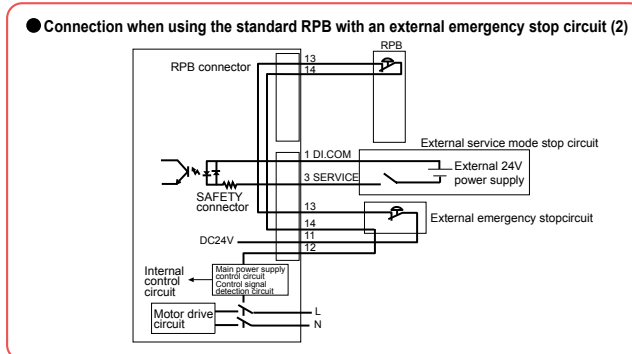 ● Connection when using the standard RPB with an external emergency stop circuit (2)
RPB
13
RPB connector
14
External service mode stop circuit
1 DI.COM
External 24V
power supply
3 SERVICE
SAFETY
connector
13
External emergency stopcircuit
14
DC24V
11
12
Internal
control
circuit
Main power supply
control circuit
Control signal
detection circuit
Motor drive
circuit
L
N